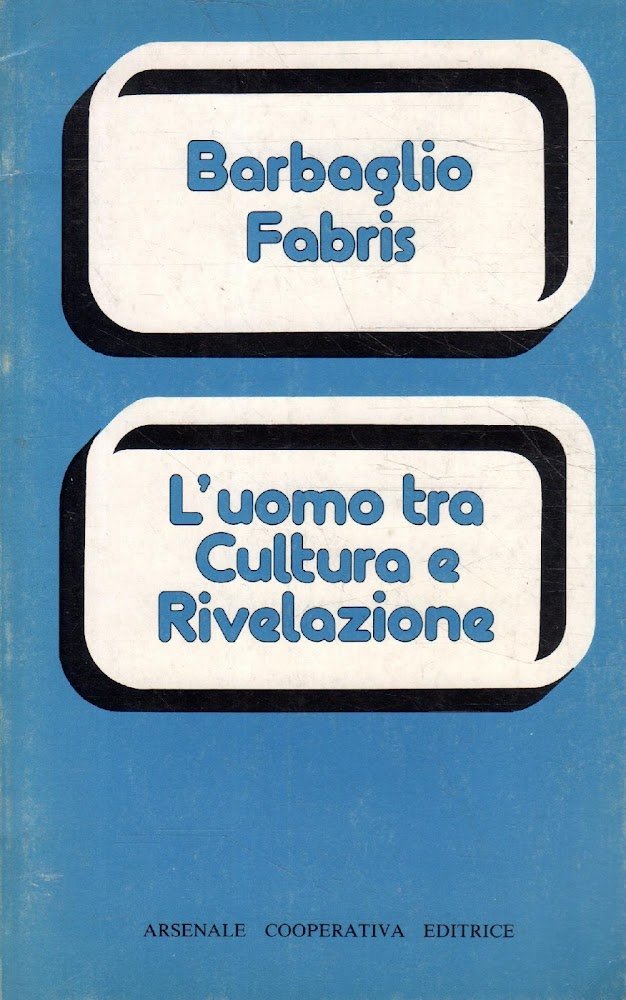 Barbaglio
Fabris
L'uomo tra
Cultura e
Rivelazione
ARSENALE COOPERATIVA EDITRICE